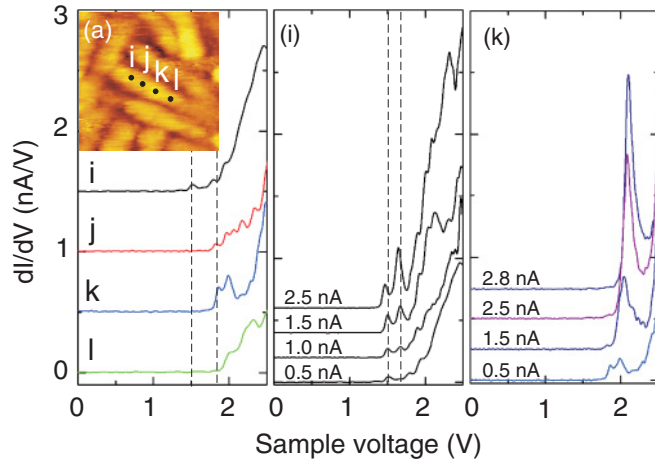 3
2
1
0
dI/dV (nA/V)
(a)
i j k l
i
j
k
l
0 1 2
(i)
2.5 nA
1.5 nA
1.0 nA
0.5 nA
0 1 2
(k)
2.8 nA
2.5 nA
1.5 nA
0.5 nA
0 1 2
Sample voltage (V)